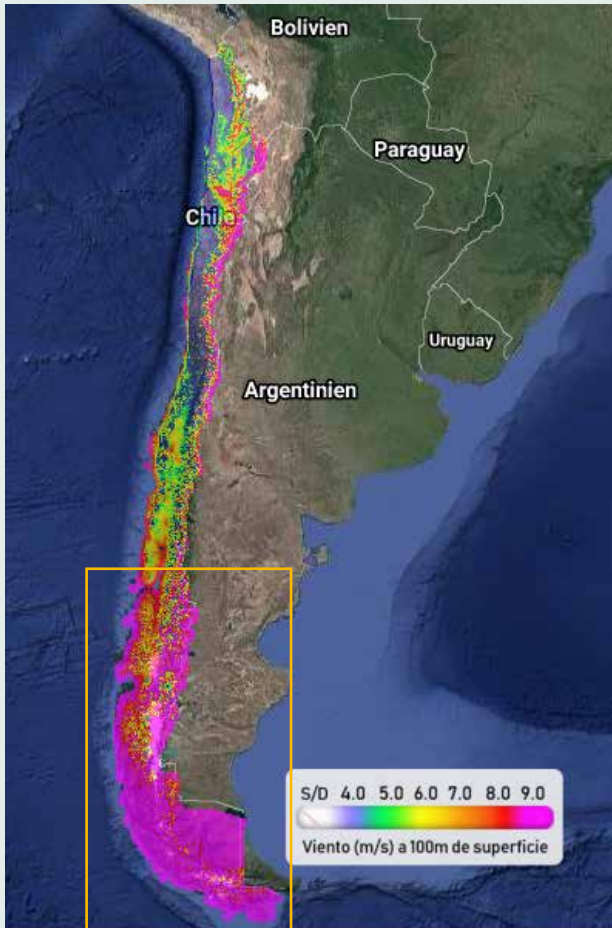 Bolivien
Paraguay
Chile
Uruguay
Argentinien
S/D 4.0 5.0 6.0 7.0 8.0 9.0
Viento (m/s) a 100m de superficie